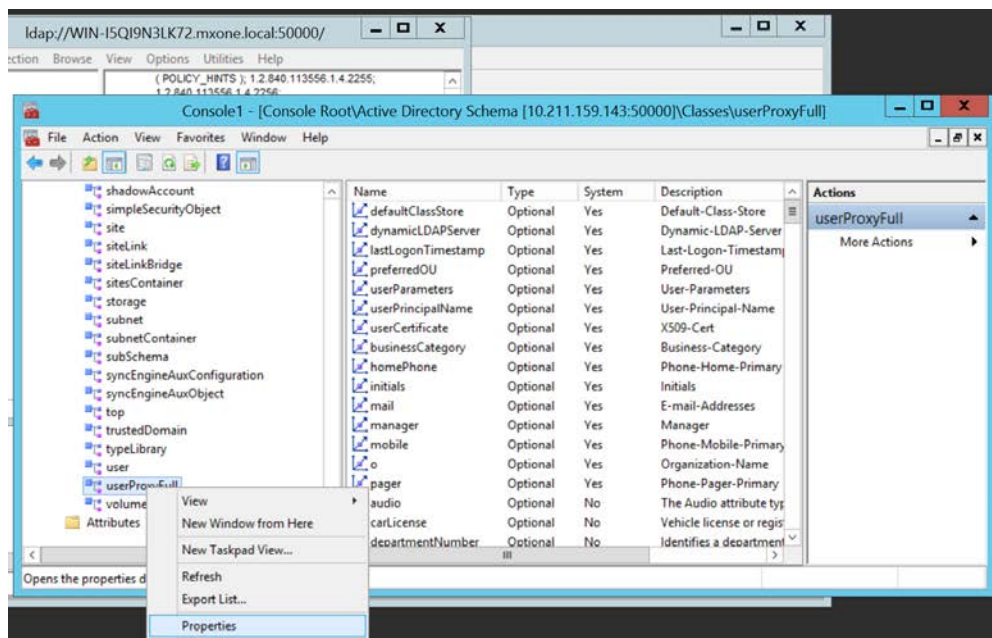 ldap://WIN-I5QI9N3LK72.mxone.local:50000/
ection Browse View Options Utilities Help
( POLICY_HINTS ); 1.2.840.113556.1.4.2255;
1.2.840.113556.1.4.2256;
Console1 - [Console Root\Active Directory Schema [10.211.159.143:50000]\Classes\userProxyFull]
File Action View Favorites Window Help
shadowAccount
simpleSecurityObject
site
siteLink
siteLinkBridge
sitesContainer
storage
subnet
subnetContainer
subSchema
syncEngineAuxConfiguration
syncEngineAuxObject
top
trustedDomain
typeLibrary
user
userProxyFull
volume
Attributes
Name Type System Description
defaultClassStore Optional Yes Default-Class-Store
dynamicLDAPServer Optional Yes Dynamic-LDAP-Server
lastLogonTimestamp Optional Yes Last-Logon-Timestam
preferredOU Optional Yes Preferred-OU
userParameters Optional Yes User-Parameters
userPrincipalName Optional Yes User-Principal-Name
userCertificate Optional Yes X509-Cert
businessCategory Optional Yes Business-Category
homePhone Optional Yes Phone-Home-Primary
initials Optional Yes Initials
mail Optional Yes E-mail-Addresses
manager Optional Yes Manager
mobile Optional Yes Phone-Mobile-Primary
o Optional Yes Organization-Name
pager Optional Yes Phone-Pager-Primary
audio Optional No The Audio attribute typ
carLicense Optional No Vehicle license or regis
departmentNumber Optional No Identifies a department
Actions
userProxyFull
More Actions
View
New Window from Here
New Taskpad View...
Refresh
Export List...
Properties
Opens the properties d